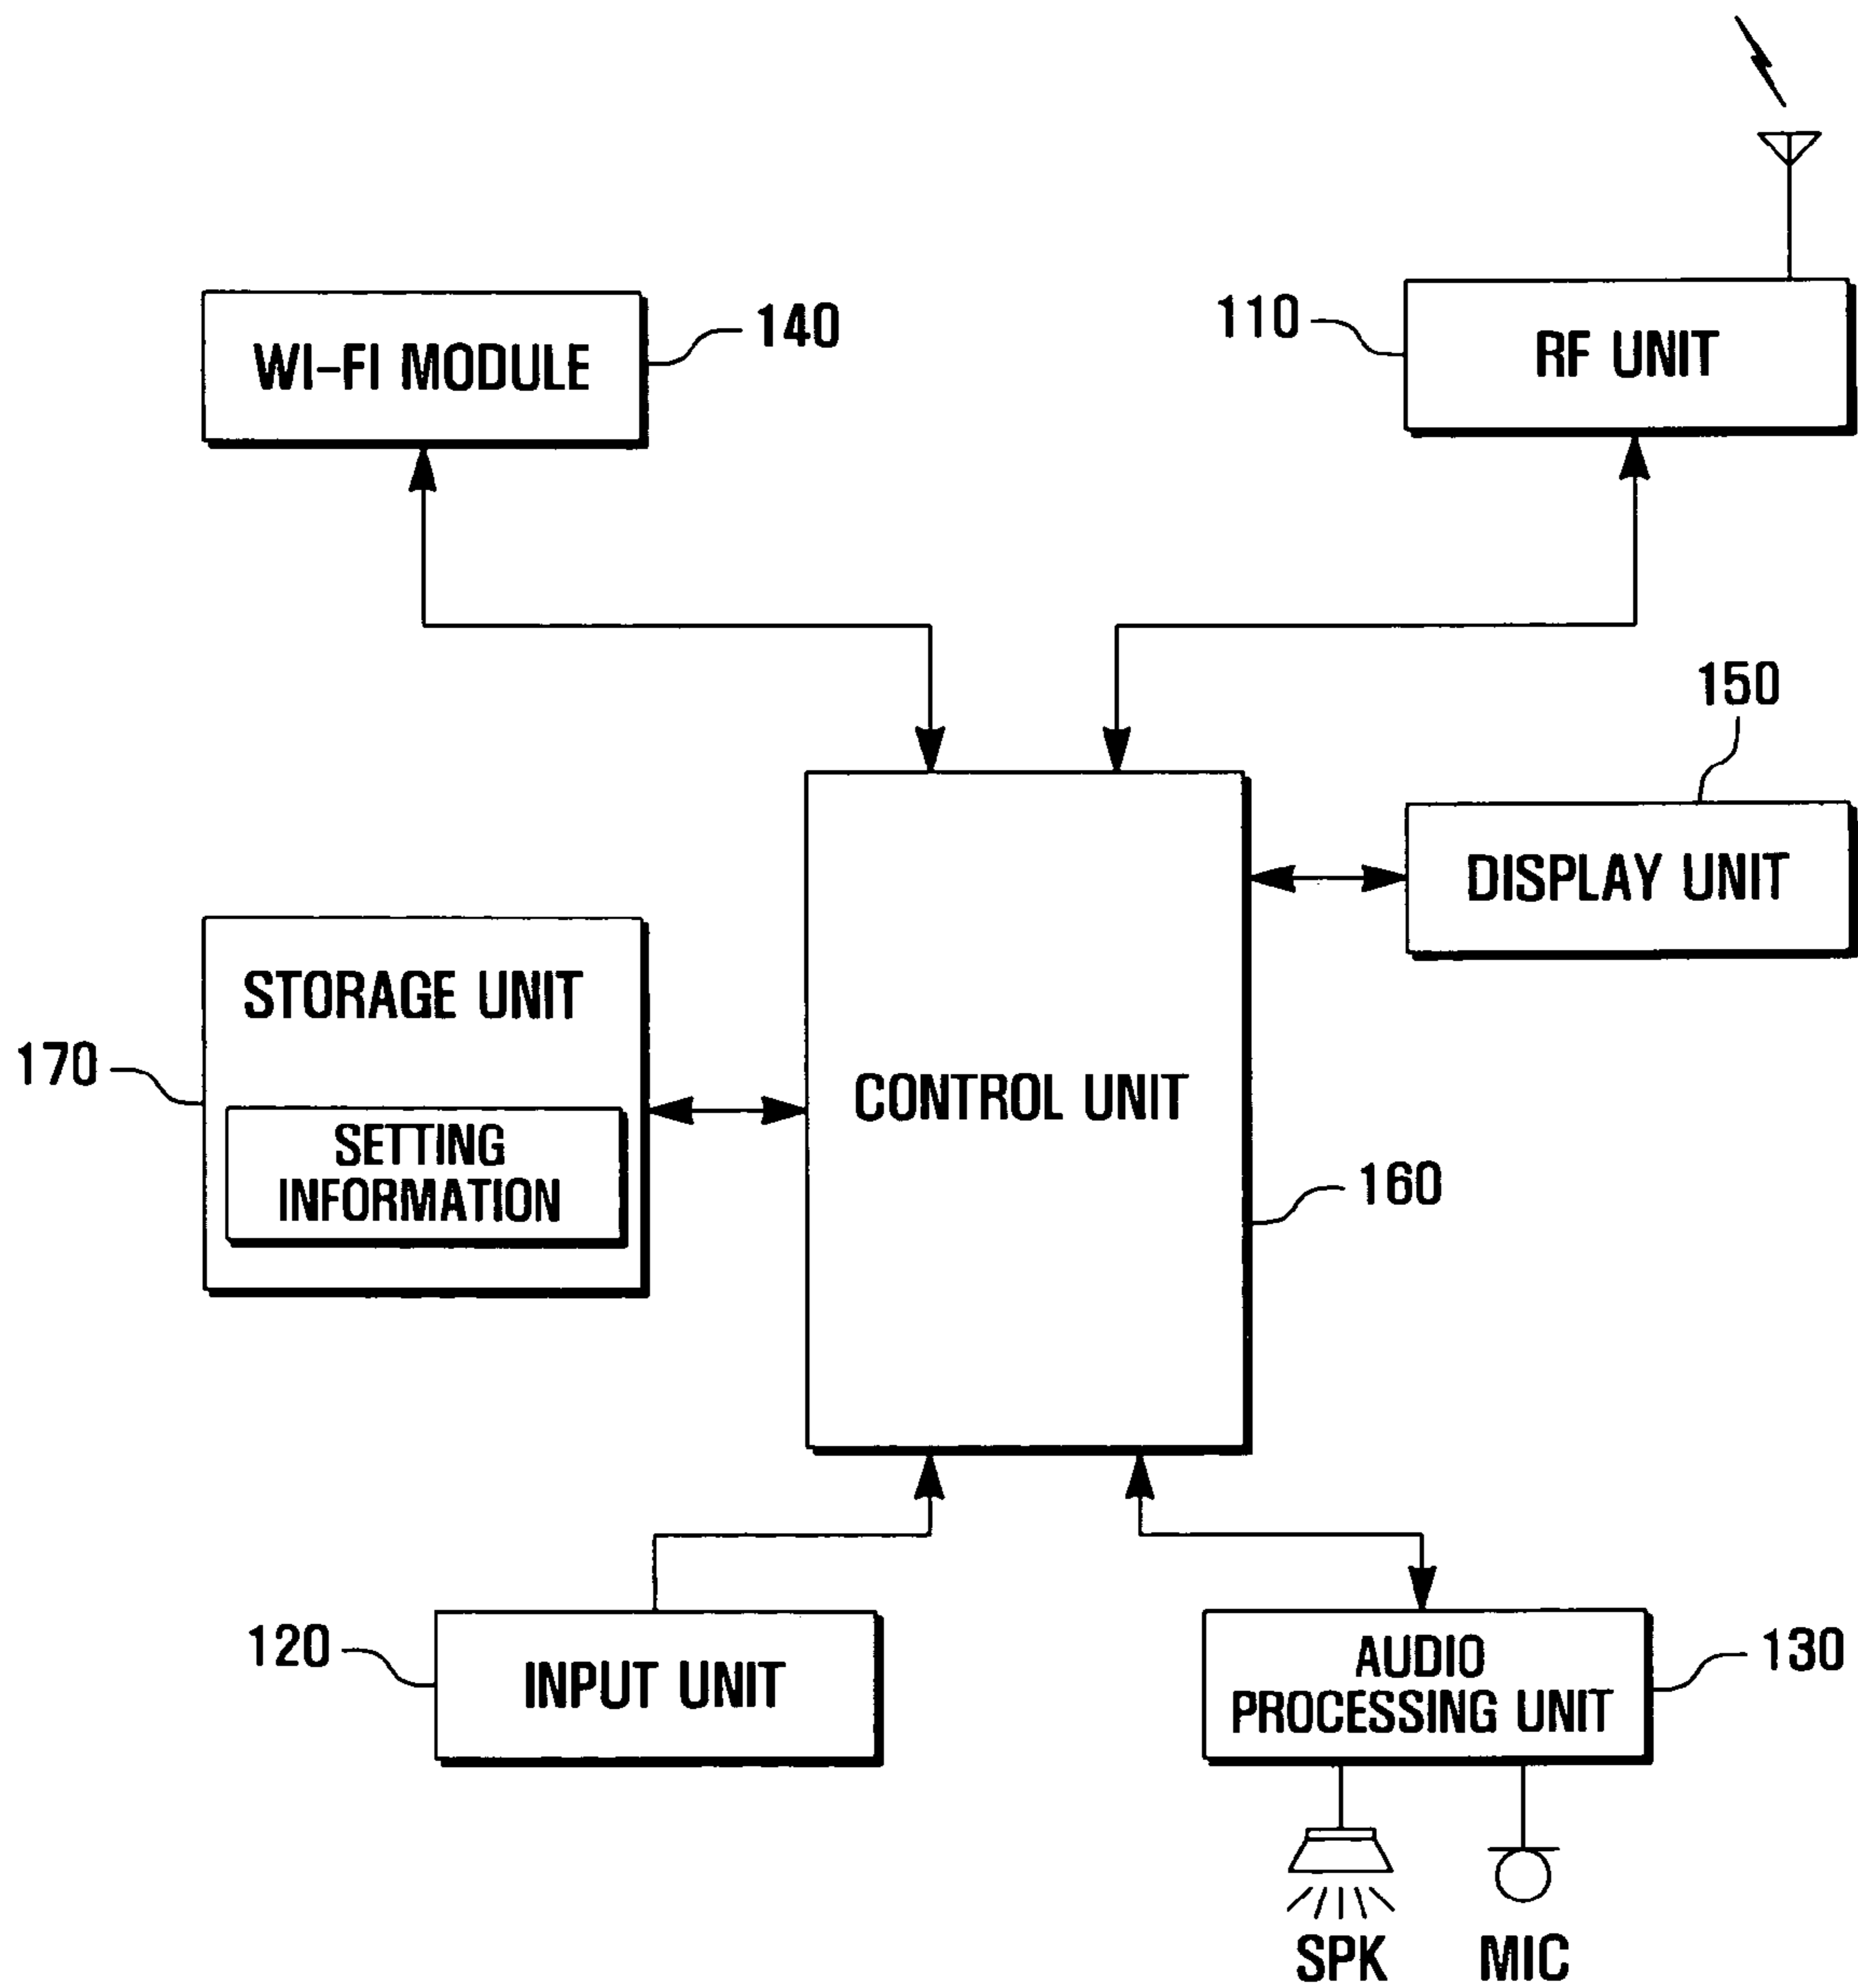 WI-FI MODULE
140
110
RF UNIT
150
DISPLAY UNIT
STORAGE UNIT
170
SETTING
INFORMATION
CONTROL UNIT
160
120
INPUT UNIT
AUDIO
PROCESSING UNIT
130
SPK
MIC